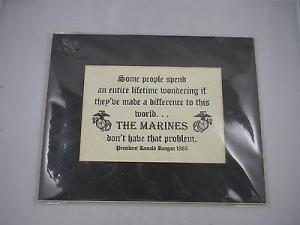 Some people spend
an entire lifetime wondering if
they've made a difference to this
world. . .
THE MARINES
don't have that problem.
President Ronald Reagan 1985